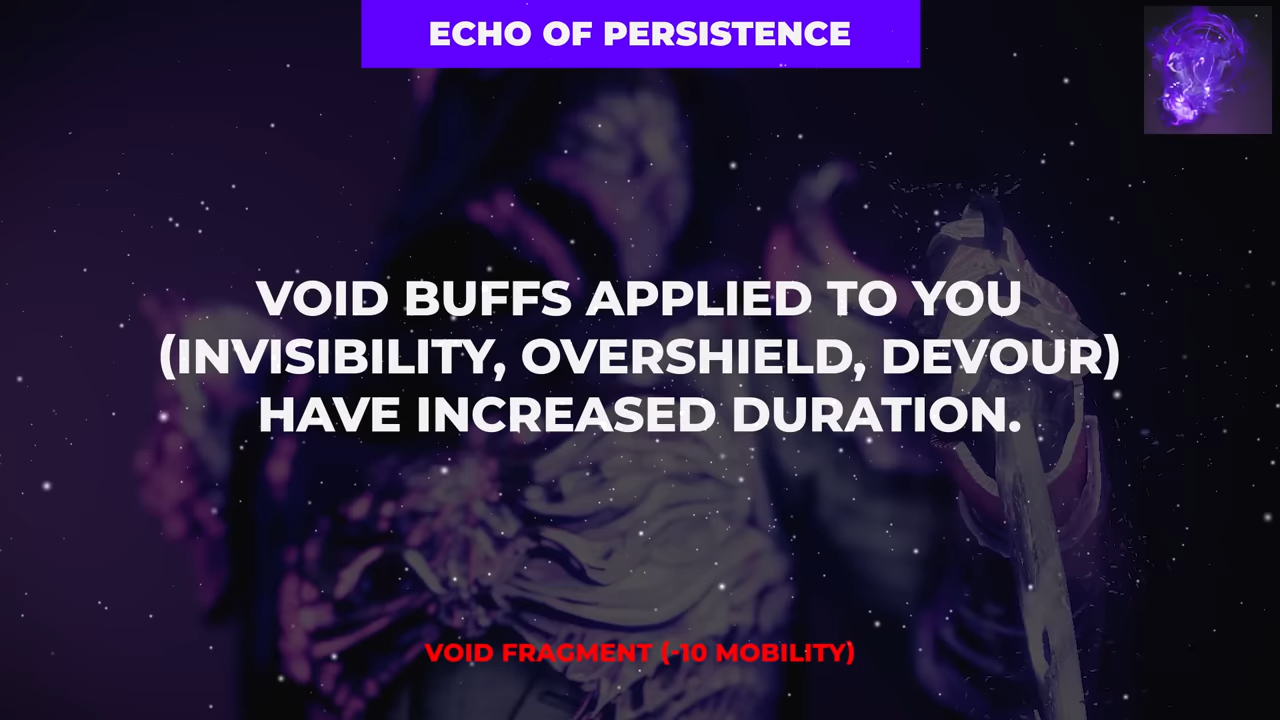 ECHO OF PERSISTENCE
VOID BUFFS APPLIED TO YOU
(INVISIBILITY, OVERSHIELD, DEVOUR)
HAVE INCREASED DURATION.
VOID FRAGMENT (-10 MOBILITY)